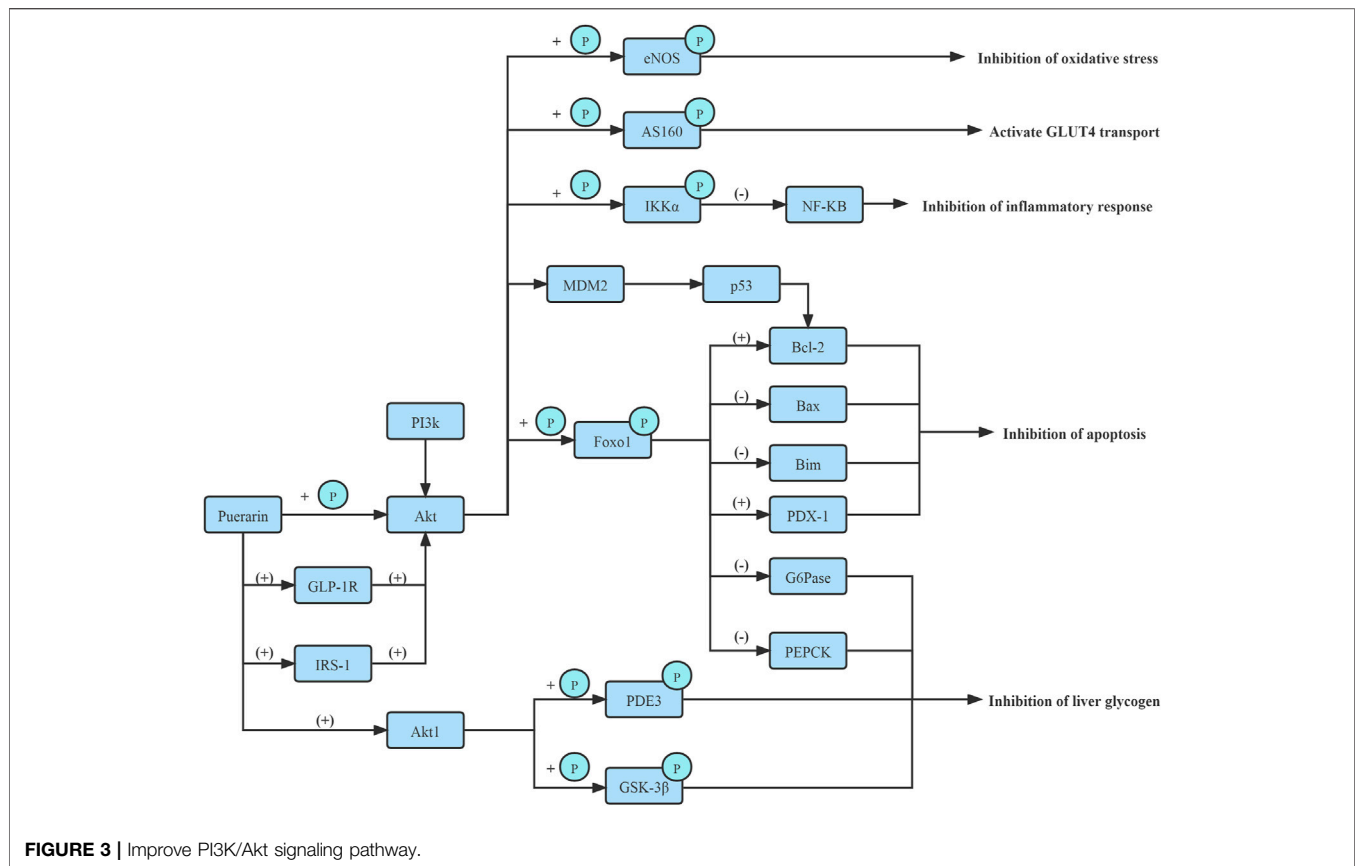 + P P
eNOS
Inhibition of oxidative stress
+ P P
AS160
Activate GLUT4 transport
+ P P
IKKα (-) NF-KB
Inhibition of inflammatory response
MDM2 p53
(+) Bcl-2
(-) Bax
PI3k
+ P P
Foxo1
Inhibition of apoptosis
(-) Bim
+ P
Puerarin Akt
(+) PDX-1
(+) GLP-1R (+)
(-) G6Pase
(+) IRS-1 (+)
(-) PEPCK
+ P P
PDE3
Inhibition of liver glycogen
(+) Akt1
+ P P
GSK-3β
FIGURE 3 | Improve PI3K/Akt signaling pathway.